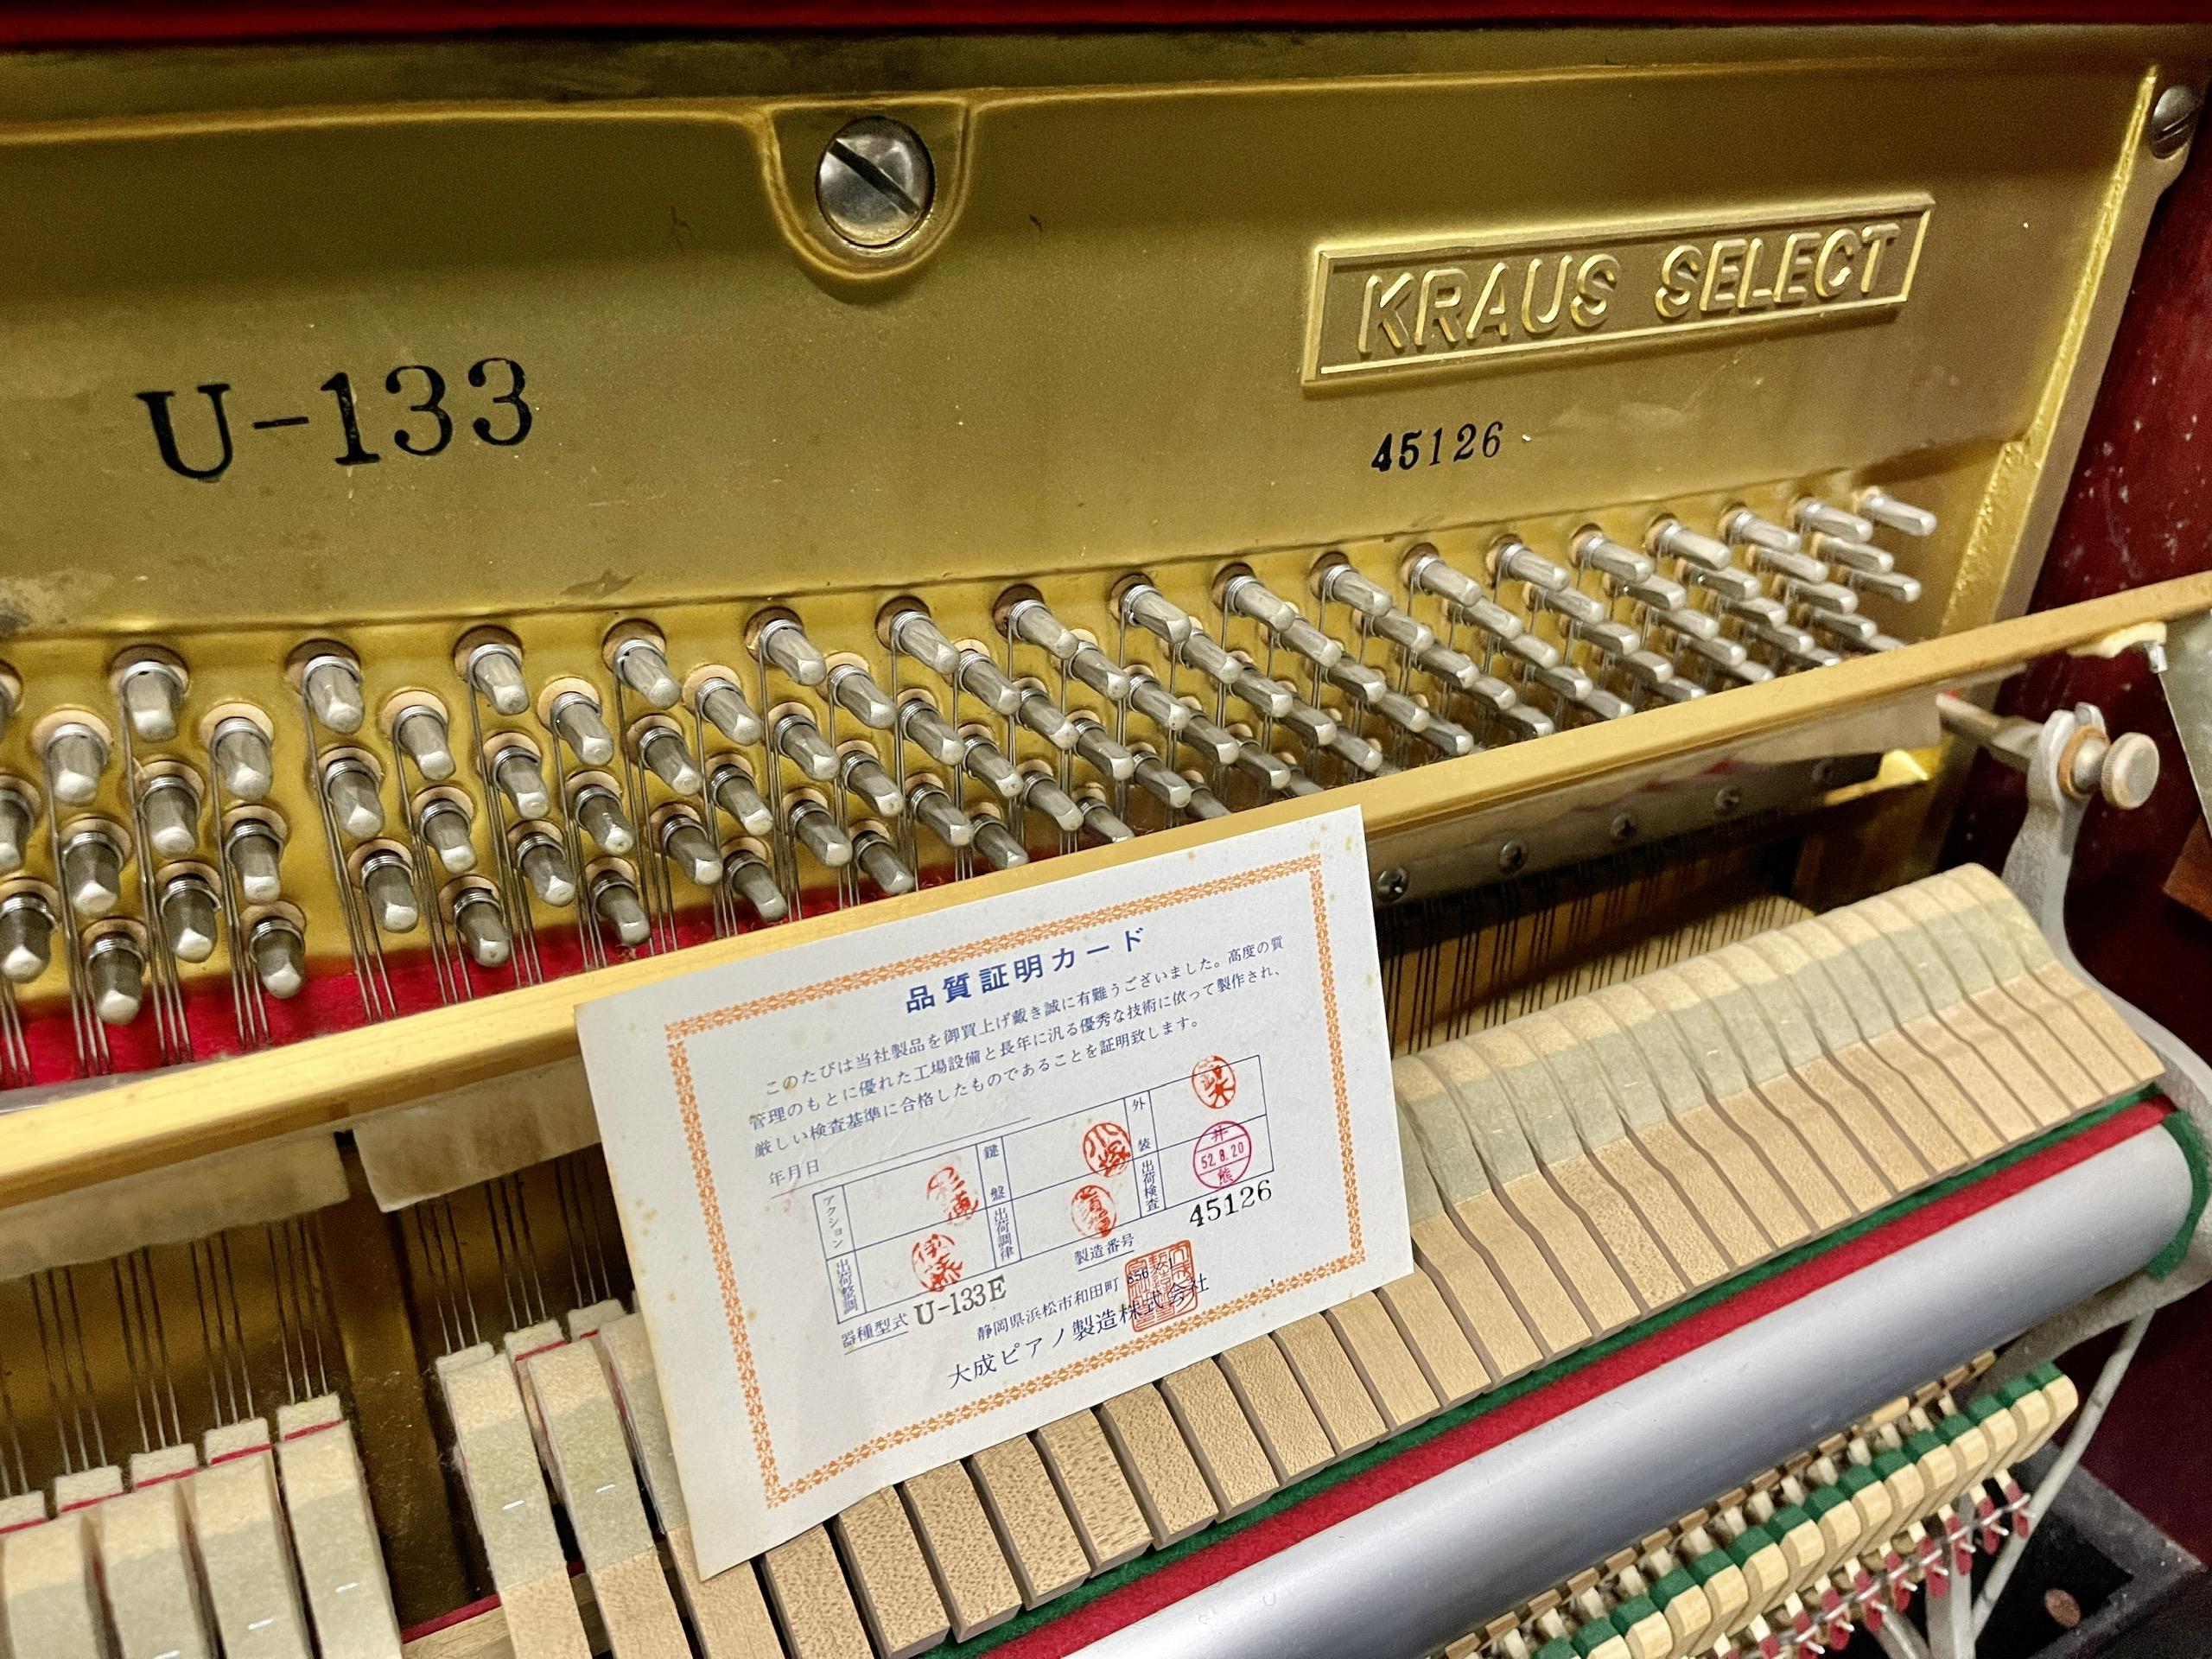 KRAUS SELECT
U-133
45126
品質証明カード
このたびは当社製品を御買上げ戴き誠に有難うございました。高度の質
管理のもとに優れた工場設備と長年に汎る優秀な技術に依って製作され、
厳しい検査基準に合格したものであることを証明致します。
年月日
アクション
鍵盤
小塚
外装
出荷整調
伊藤
出荷調律
出荷検査
井
52.8.20
熊
器種型式 U-133E
製造番号 45126
静岡県浜松市和田町
大成ピアノ製造株式会社